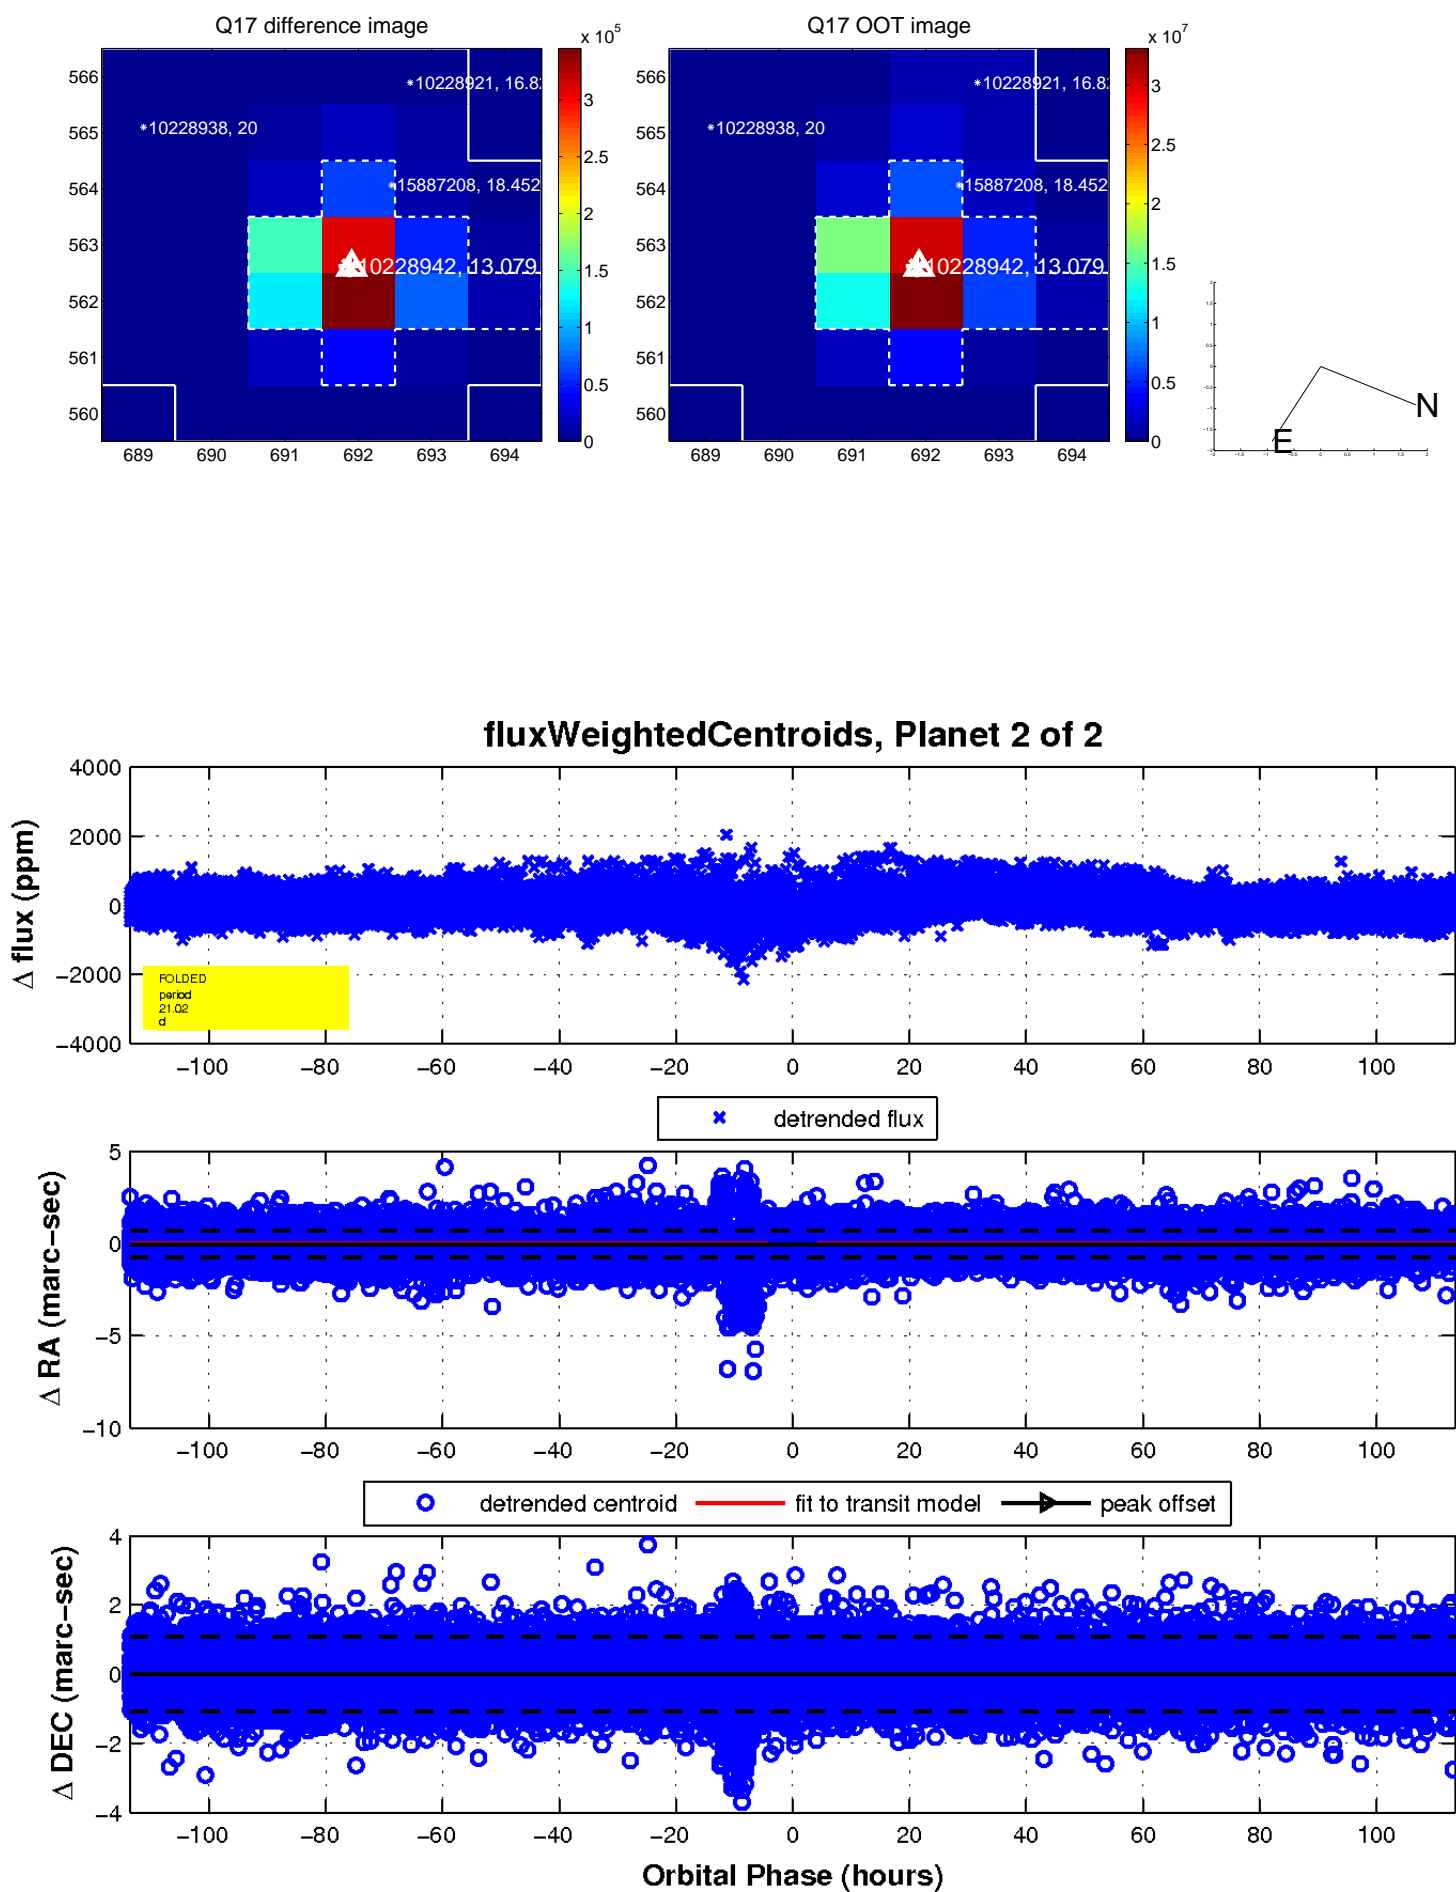 Q17 difference image
x 10^5
566
565
564
563
562
561
560
689 690 691 692 693 694
*10228921, 16.82
*10228938, 20
*15887208, 18.452
10228942, 13.079
3
2.5
2
1.5
1
0.5
0
Q17 OOT image
x 10^7
566
565
564
563
562
561
560
689 690 691 692 693 694
*10228921, 16.82
*10228938, 20
*15887208, 18.452
10228942, 13.079
3
2.5
2
1.5
1
0.5
0
N
E
fluxWeightedCentroids, Planet 2 of 2
Δ flux (ppm)
4000
2000
0
−2000
−4000
FOLDED
period
21.02
d
−100 −80 −60 −40 −20 0 20 40 60 80 100
detrended flux
Δ RA (marc−sec)
5
0
−5
−10
−100 −80 −60 −40 −20 0 20 40 60 80 100
detrended centroid fit to transit model peak offset
Δ DEC (marc−sec)
4
2
0
−2
−4
−100 −80 −60 −40 −20 0 20 40 60 80 100
Orbital Phase (hours)